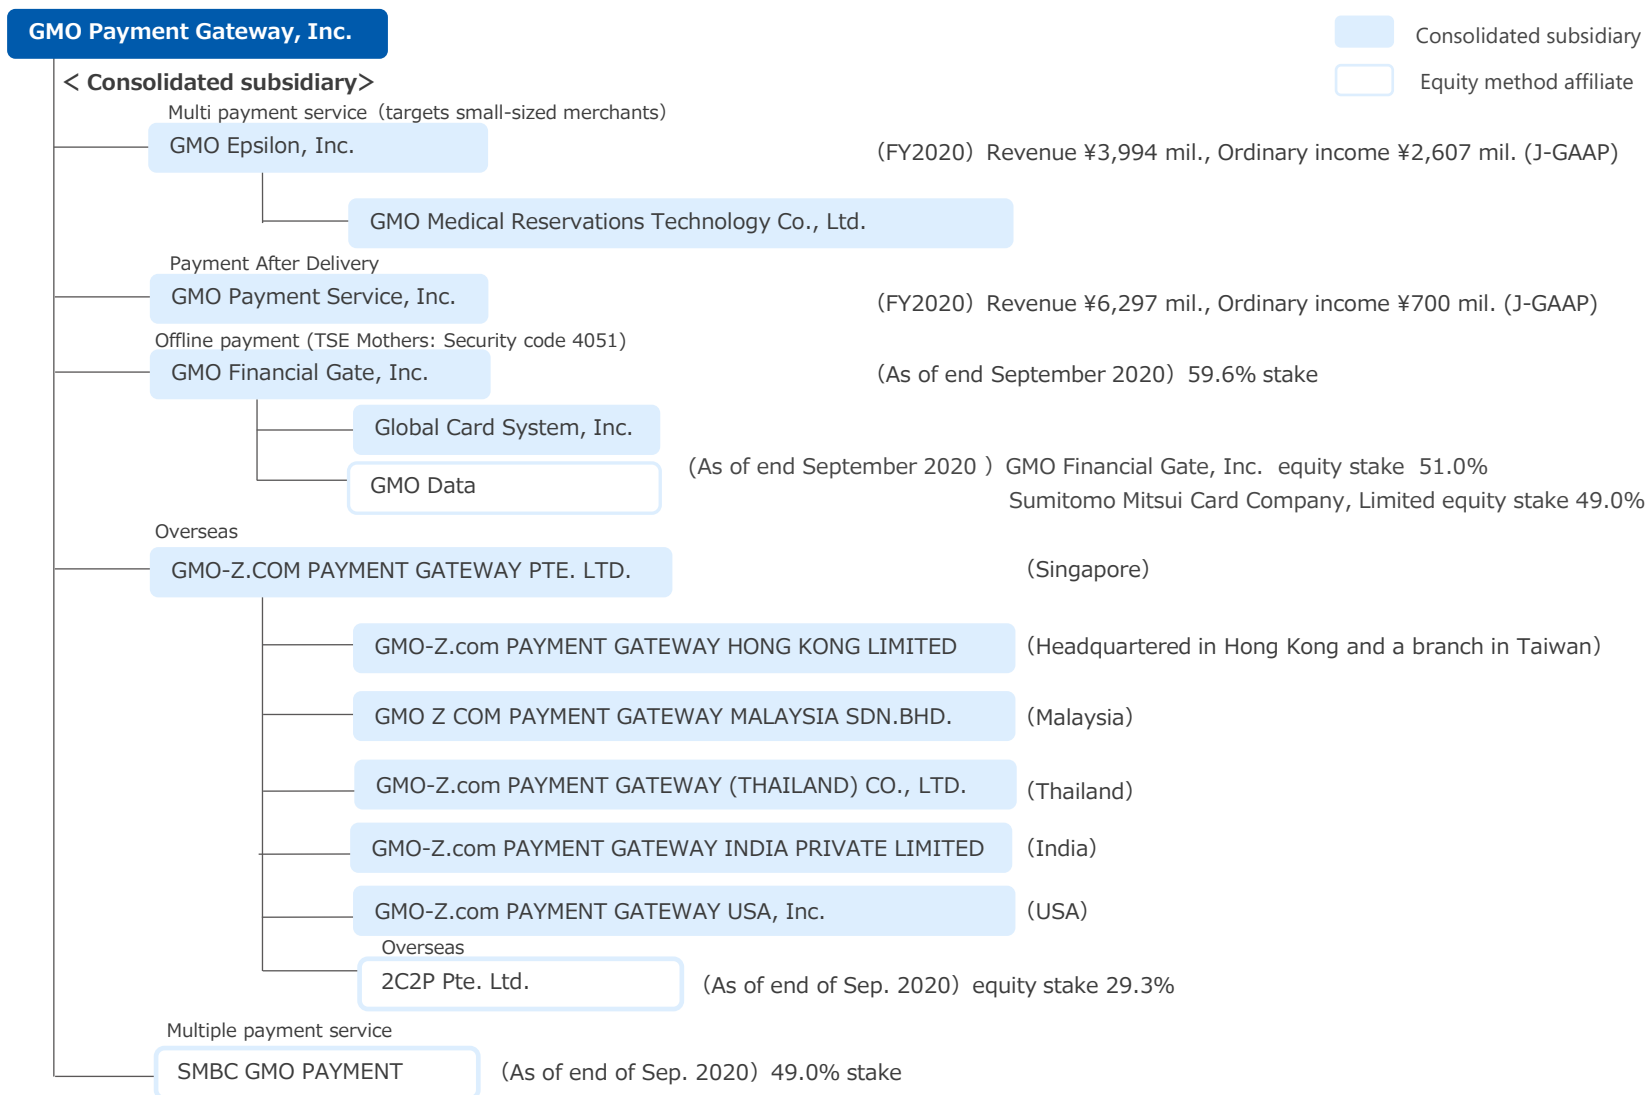 GMO Payment Gateway, Inc.
Consolidated subsidiary
Equity method affiliate
< Consolidated subsidiary>
Multi payment service（targets small-sized merchants）
GMO Epsilon, Inc.
（FY2020）Revenue ¥3,994 mil., Ordinary income ¥2,607 mil. (J-GAAP)
GMO Medical Reservations Technology Co., Ltd.
Payment After Delivery
GMO Payment Service, Inc.
（FY2020）Revenue ¥6,297 mil., Ordinary income ¥700 mil. (J-GAAP)
Offline payment (TSE Mothers: Security code 4051)
GMO Financial Gate, Inc.
（As of end September 2020）59.6% stake
Global Card System, Inc.
GMO Data
(As of end September 2020 ）GMO Financial Gate, Inc. equity stake 51.0%
Sumitomo Mitsui Card Company, Limited equity stake 49.0%
Overseas
GMO-Z.COM PAYMENT GATEWAY PTE. LTD.
（Singapore）
GMO-Z.com PAYMENT GATEWAY HONG KONG LIMITED
（Headquartered in Hong Kong and a branch in Taiwan）
GMO Z COM PAYMENT GATEWAY MALAYSIA SDN.BHD.
（Malaysia）
GMO-Z.com PAYMENT GATEWAY (THAILAND) CO., LTD.
（Thailand）
GMO-Z.com PAYMENT GATEWAY INDIA PRIVATE LIMITED
（India）
GMO-Z.com PAYMENT GATEWAY USA, Inc.
（USA）
Overseas
2C2P Pte. Ltd.
（As of end of Sep. 2020）equity stake 29.3%
Multiple payment service
SMBC GMO PAYMENT
（As of end of Sep. 2020）49.0% stake